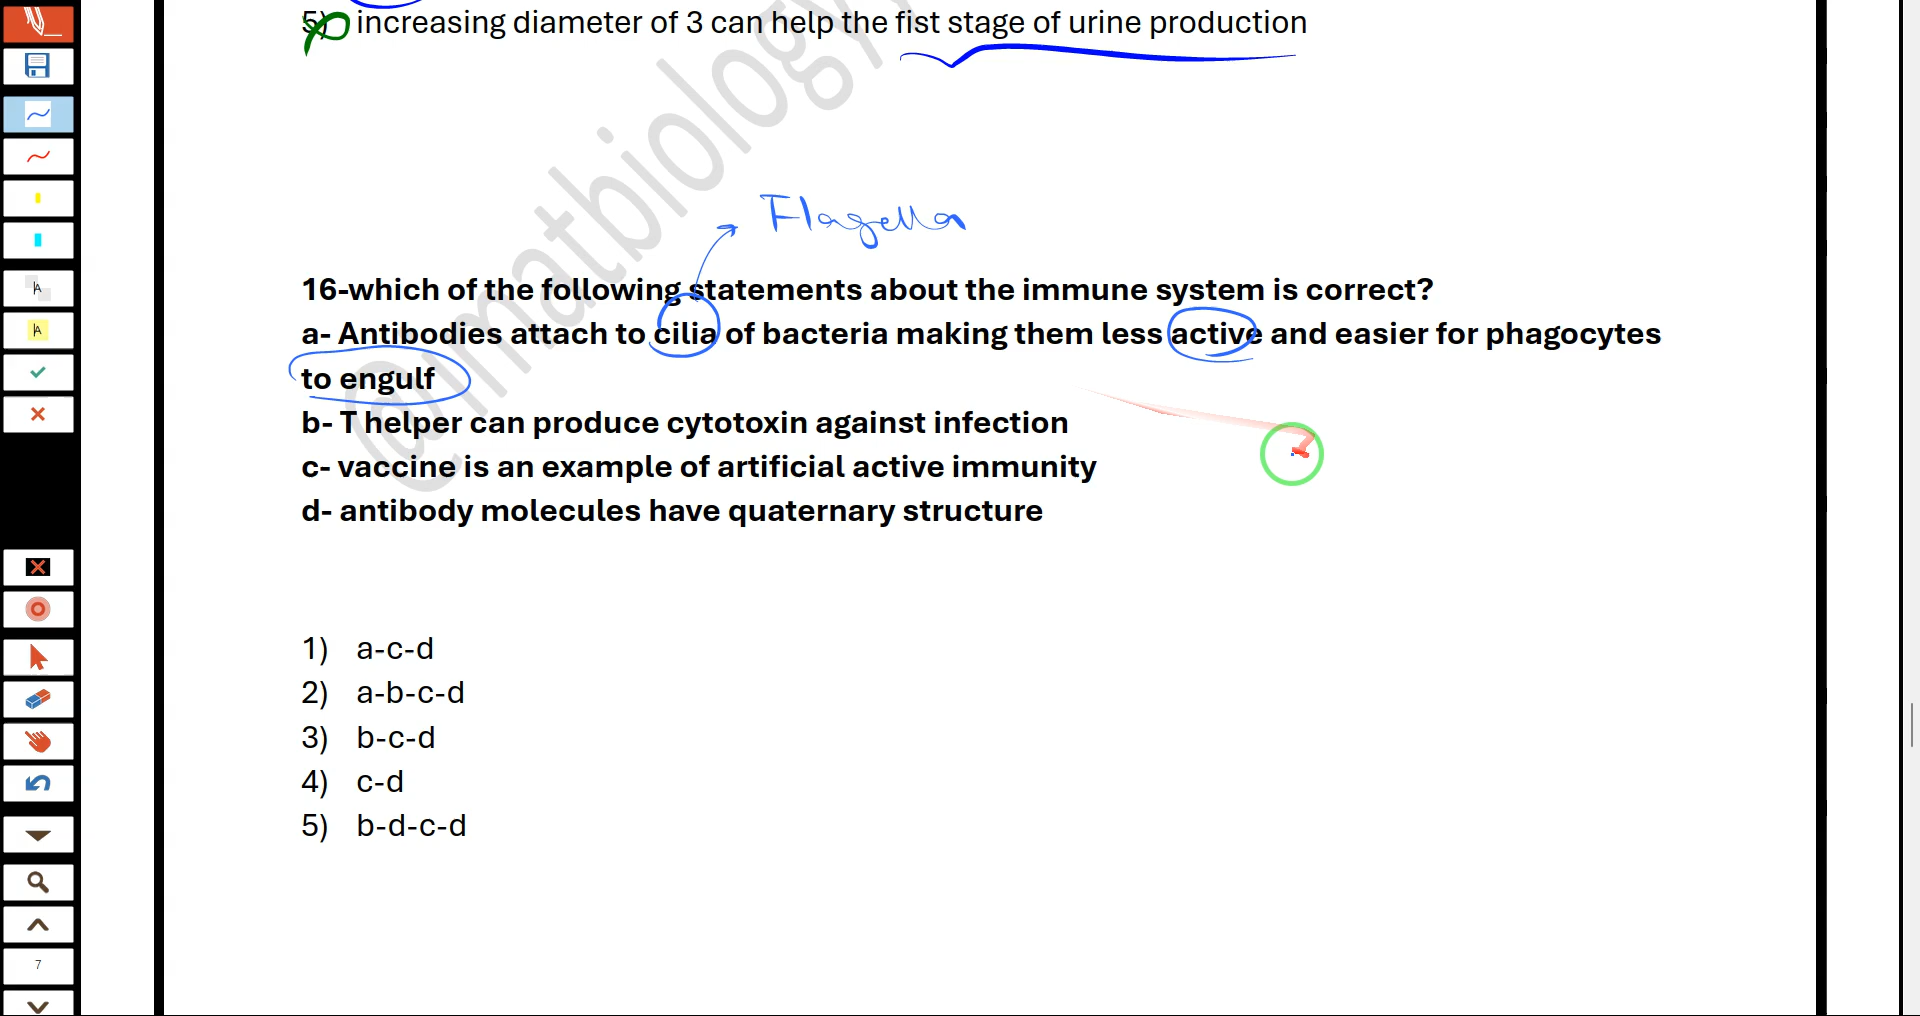 5) increasing diameter of 3 can help the fist stage of urine production
@imatbiology
Flagella
16-which of the following statements about the immune system is correct?
a- Antibodies attach to cilia of bacteria making them less active and easier for phagocytes
to engulf
b- T helper can produce cytotoxin against infection
c- vaccine is an example of artificial active immunity
d- antibody molecules have quaternary structure
1) a-c-d
2) a-b-c-d
3) b-c-d
4) c-d
5) b-d-c-d
7